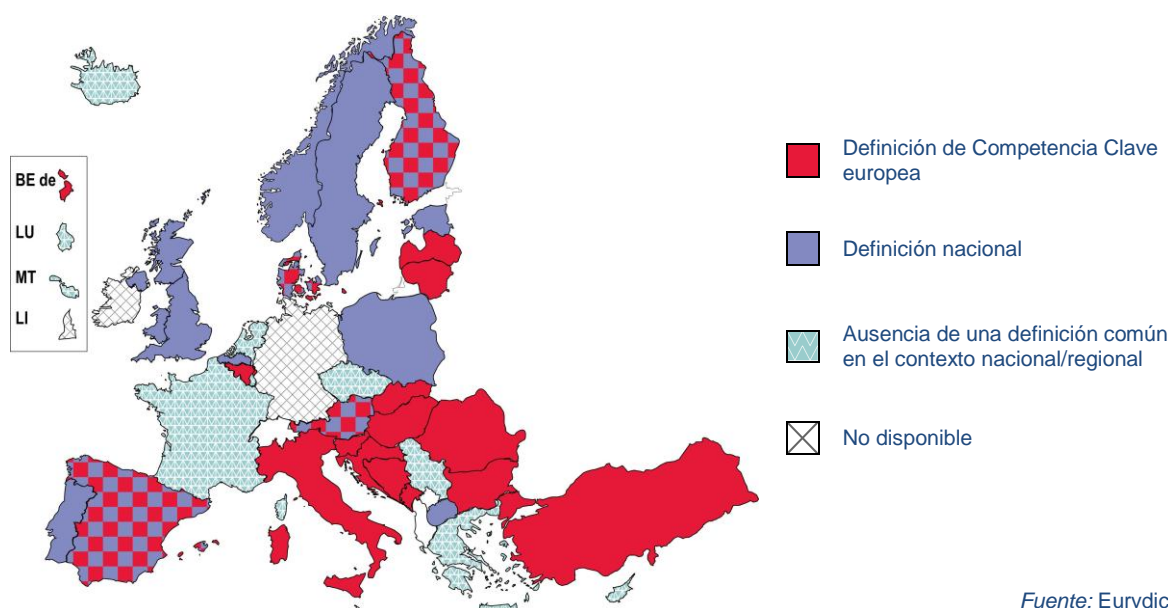 BE de
LU
MT
LI
Definición de Competencia Clave
europea
Definición nacional
Ausencia de una definición común
en el contexto nacional/regional
No disponible
Fuente: Eurydic